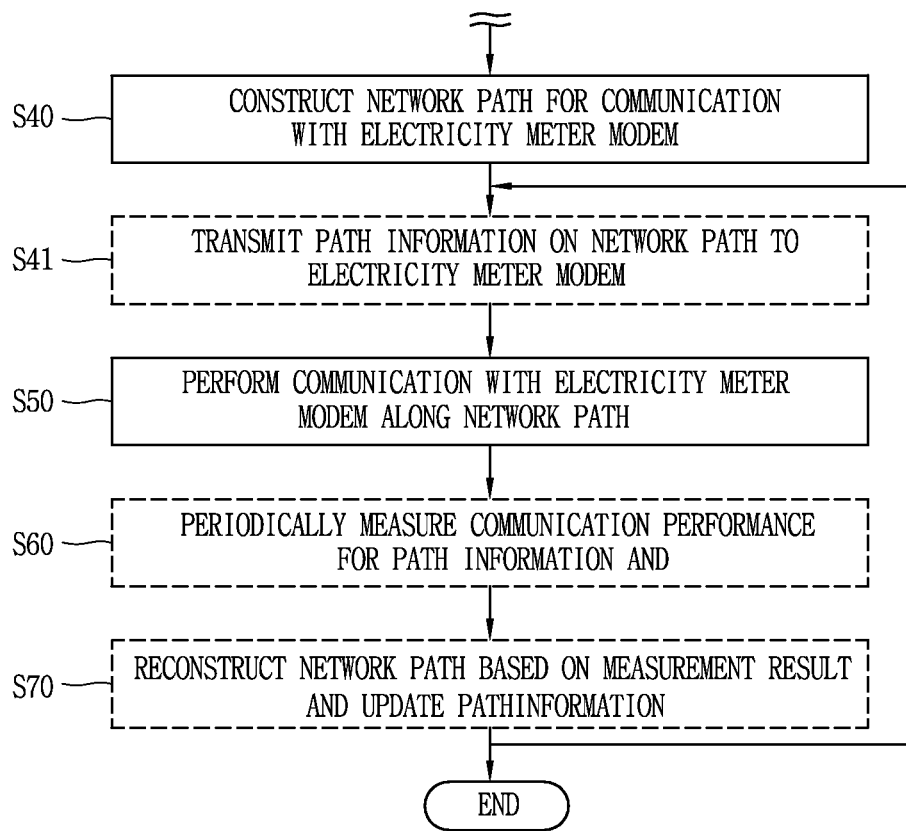 S40
CONSTRUCT NETWORK PATH FOR COMMUNICATION
WITH ELECTRICITY METER MODEM
S41
TRANSMIT PATH INFORMATION ON NETWORK PATH TO
ELECTRICITY METER MODEM
S50
PERFORM COMMUNICATION WITH ELECTRICITY METER
MODEM ALONG NETWORK PATH
S60
PERIODICALLY MEASURE COMMUNICATION PERFORMANCE
FOR PATH INFORMATION AND
S70
RECONSTRUCT NETWORK PATH BASED ON MEASUREMENT RESULT
AND UPDATE PATHINFORMATION
END